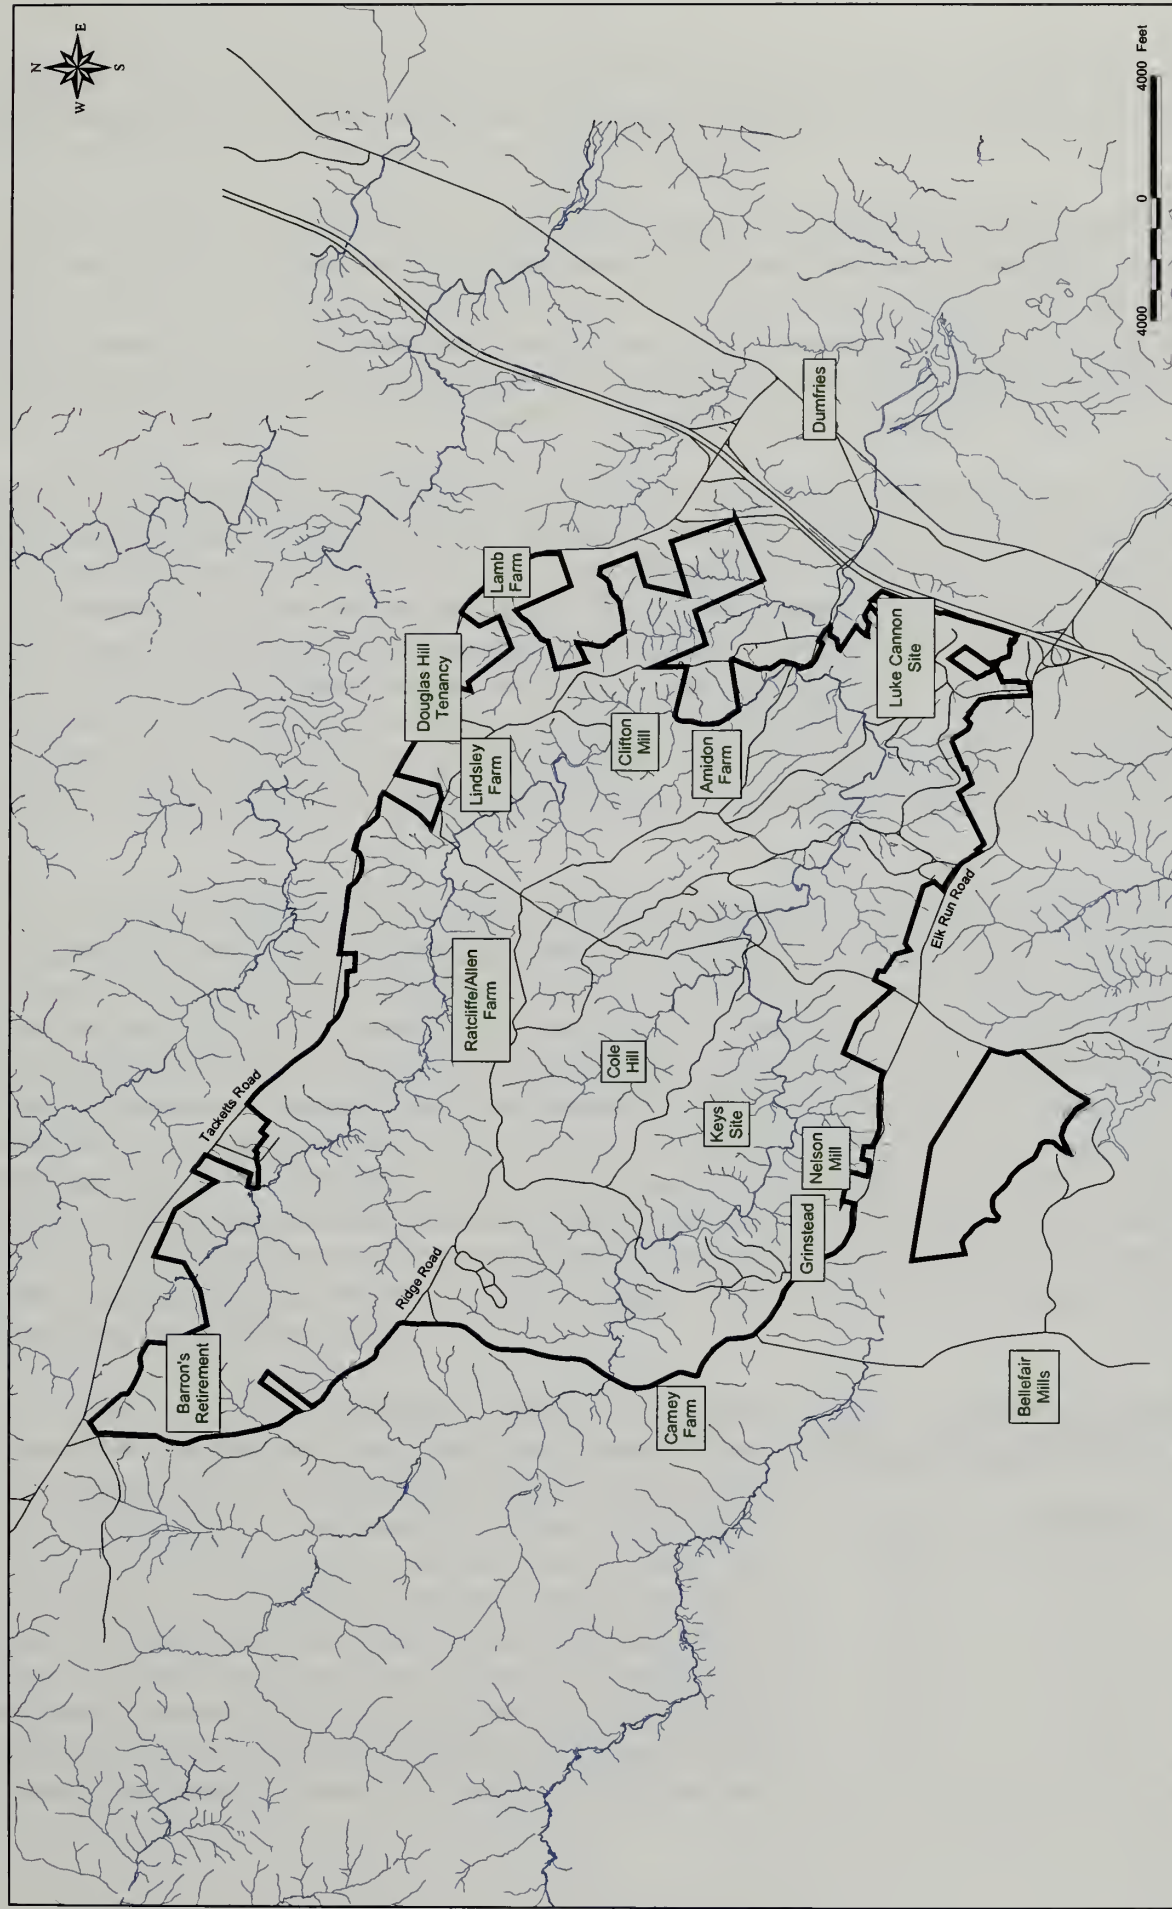 N
W
E
S
Tacketts Road
Barron's
Retirement
Ridge Road
Douglas Hill
Tenancy
Lamb
Farm
Lindsley
Farm
Ratcliffe/Allen
Farm
Cole
Hill
Clifton
Mill
Amidon
Farm
Keys
Site
Carney
Farm
Grinstead
Nelson
Mill
Dumfries
Luke Cannon
Site
Elk Run Road
Bellefair
Mills
4000 0 4000 Feet